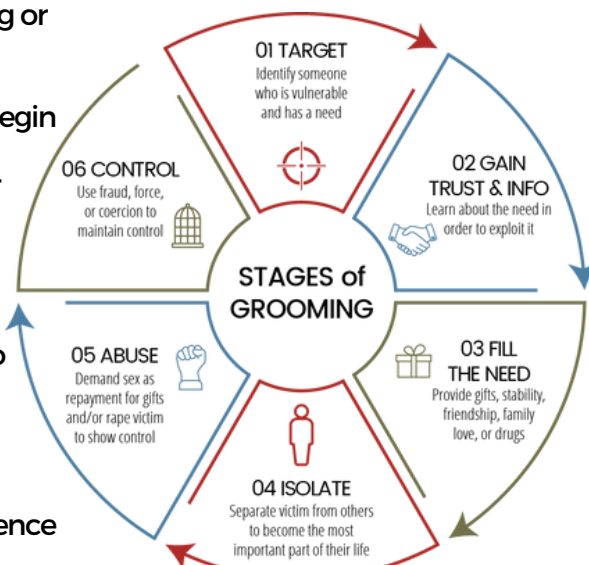 g or
egin
ence
STAGES of
GROOMING
01 TARGET
Identify someone
who is vulnerable
and has a need
02 GAIN
TRUST & INFO
Learn about the need in
order to exploit it
03 FILL
THE NEED
Provide gifts, stability,
friendship, family
love, or drugs
04 ISOLATE
Separate victim from others
to become the most
important part of their life
05 ABUSE
Demand sex as
repayment for gifts
and/or rape victim
to show control
06 CONTROL
Use fraud, force,
or coercion to
maintain control